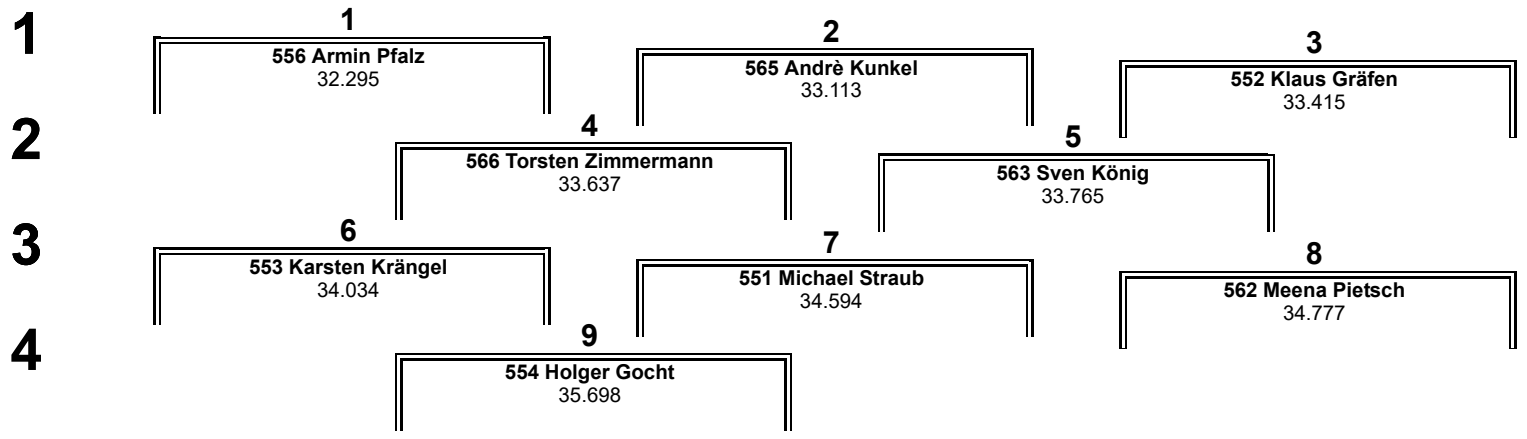 1
1
556 Armin Pfalz
32.295
2
565 Andrè Kunkel
33.113
3
552 Klaus Gräfen
33.415
2
4
566 Torsten Zimmermann
33.637
5
563 Sven König
33.765
3
6
553 Karsten Krängel
34.034
7
551 Michael Straub
34.594
8
562 Meena Pietsch
34.777
4
9
554 Holger Gocht
35.698